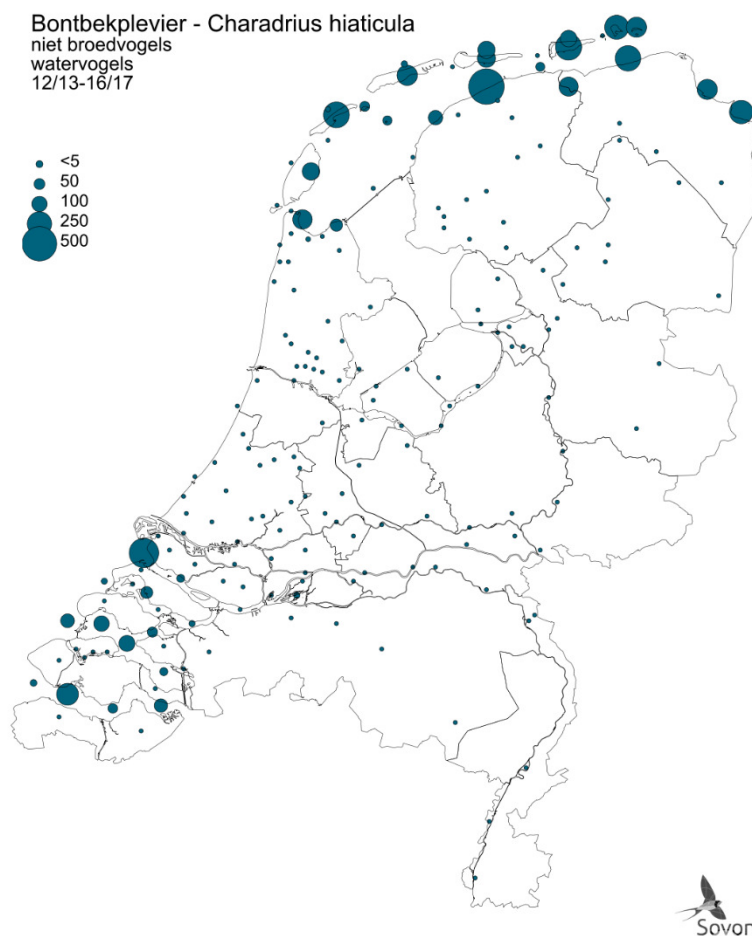 Bontbekplevier - Charadrius hiaticula
niet broedvogels
watervogels
12/13-16/17
<5
50
100
250
500
Sovon